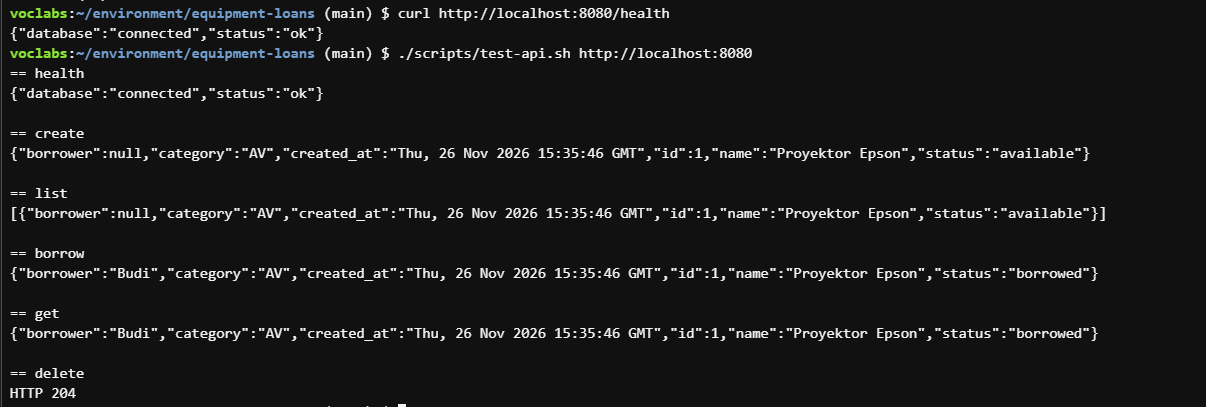 voclabs:~/environment/equipment-loans (main) $ curl http://localhost:8080/health
{"database":"connected","status":"ok"}
voclabs:~/environment/equipment-loans (main) $ ./scripts/test-api.sh http://localhost:8080
== health
{"database":"connected","status":"ok"}
== create
{"borrower":null,"category":"AV","created_at":"Thu, 26 Nov 2026 15:35:46 GMT","id":1,"name":"Proyektor Epson","status":"available"}
== list
[{"borrower":null,"category":"AV","created_at":"Thu, 26 Nov 2026 15:35:46 GMT","id":1,"name":"Proyektor Epson","status":"available"}]
== borrow
{"borrower":"Budi","category":"AV","created_at":"Thu, 26 Nov 2026 15:35:46 GMT","id":1,"name":"Proyektor Epson","status":"borrowed"}
== get
{"borrower":"Budi","category":"AV","created_at":"Thu, 26 Nov 2026 15:35:46 GMT","id":1,"name":"Proyektor Epson","status":"borrowed"}
== delete
HTTP 204